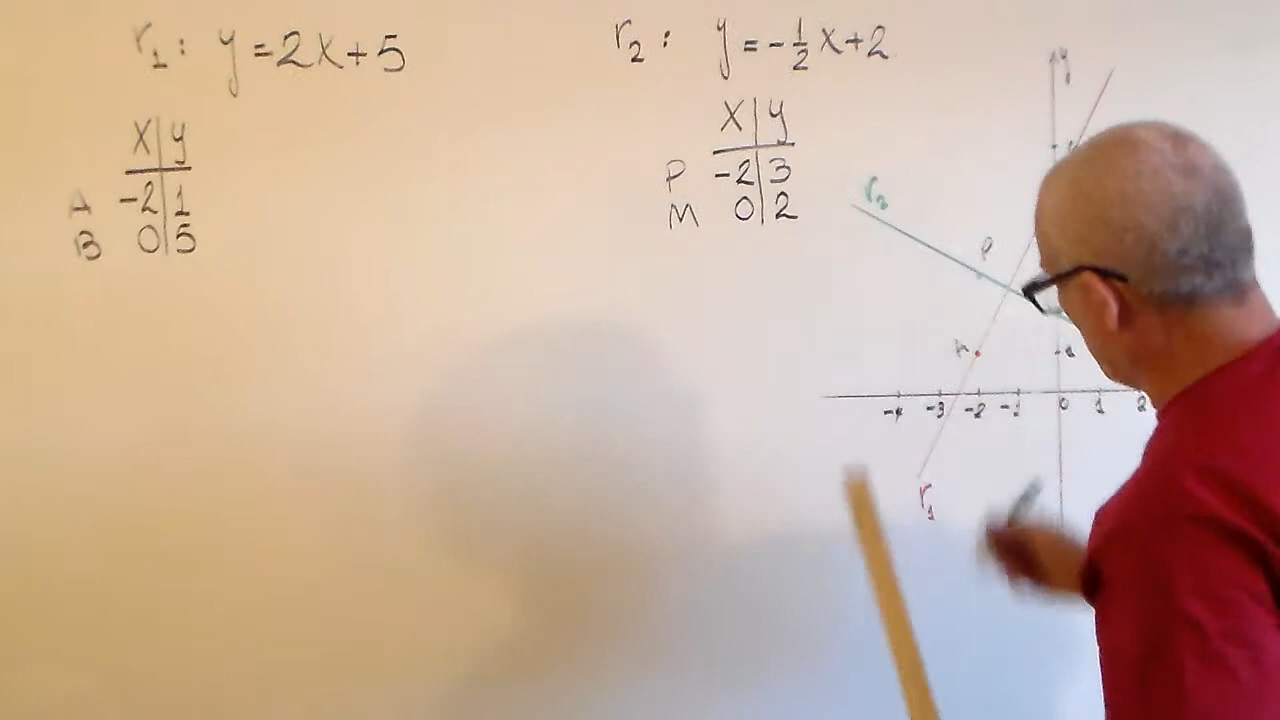 r₁: y=2x+5
x|y
A -2|1
B 0|5
r₂: y=-½x+2
x|y
P -2|3
M 0|2
y
r₂
P
A
-4 -3 -2 -1 0 1 2
r₁